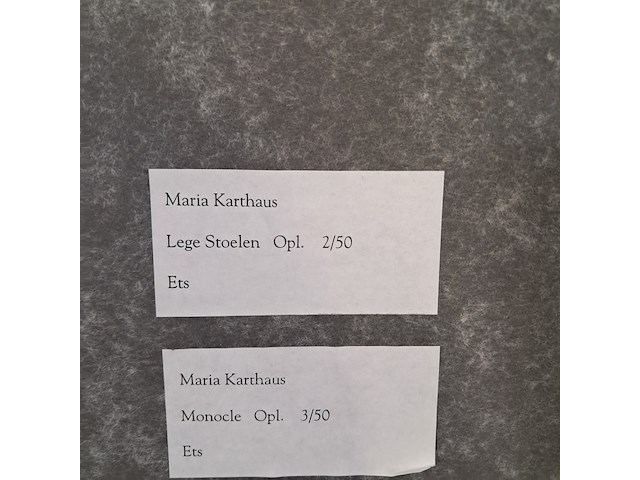 Maria Karthaus
Lege Stoelen Opl. 2/50
Ets
Maria Karthaus
Monocle Opl. 3/50
Ets